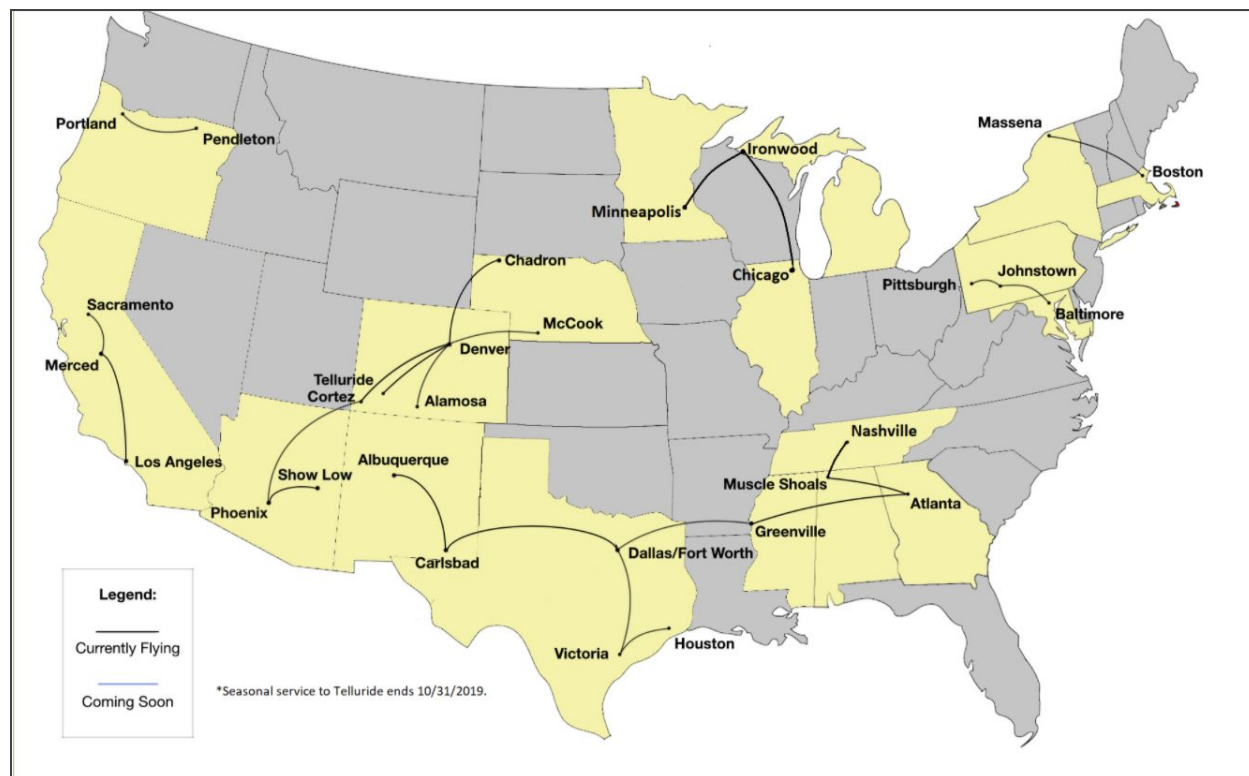 Massena
Portland
Pendleton
Ironwood
Boston
Minneapolis
Chadron
Chicago
Johnstown
Pittsburgh
Sacramento
Baltimore
McCook
Denver
Merced
Telluride
Cortez
Alamosa
Nashville
Los Angeles
Albuquerque
Show Low
Muscle Shoals
Atlanta
Phoenix
Greenville
Carlsbad
Dallas/Fort Worth
Legend:
Currently Flying
Coming Soon
Victoria
Houston
*Seasonal service to Telluride ends 10/31/2019.